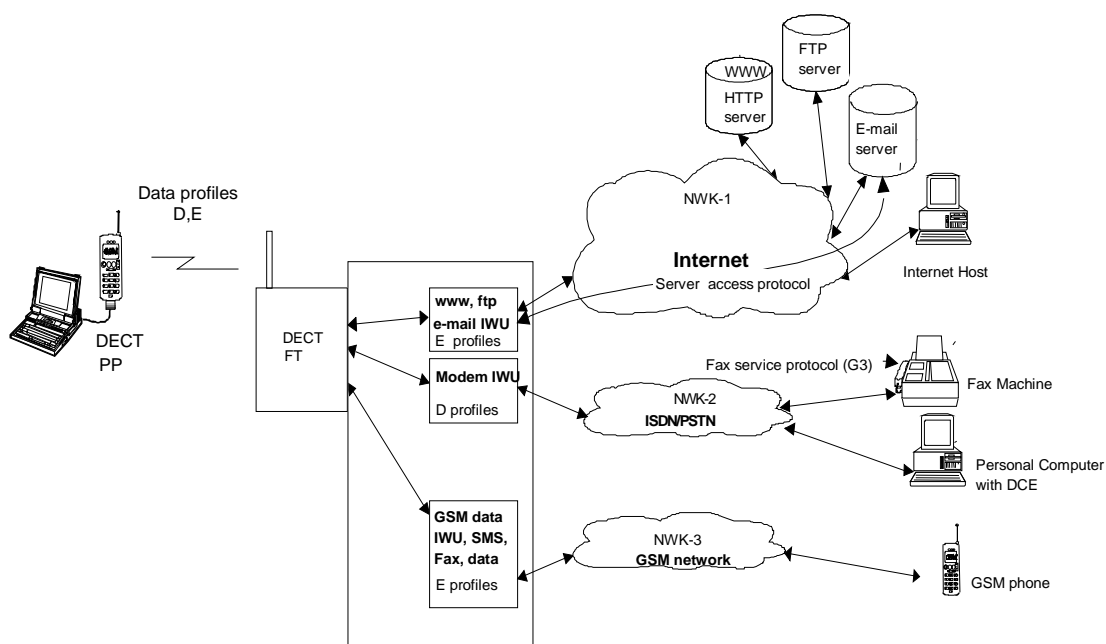 FTP
server
WWW
HTTP
server
E-mail
server
NWK-1
Data profiles
D,E
Internet
Server access protocol
Internet Host
www, ftp
e-mail IWU
E profiles
DECT
PP
DECT
FT
Modem IWU
D profiles
Fax service protocol (G3)
Fax Machine
NWK-2
ISDN/PSTN
Personal Computer
with DCE
GSM data
IWU, SMS,
Fax, data
E profiles
NWK-3
GSM network
GSM phone